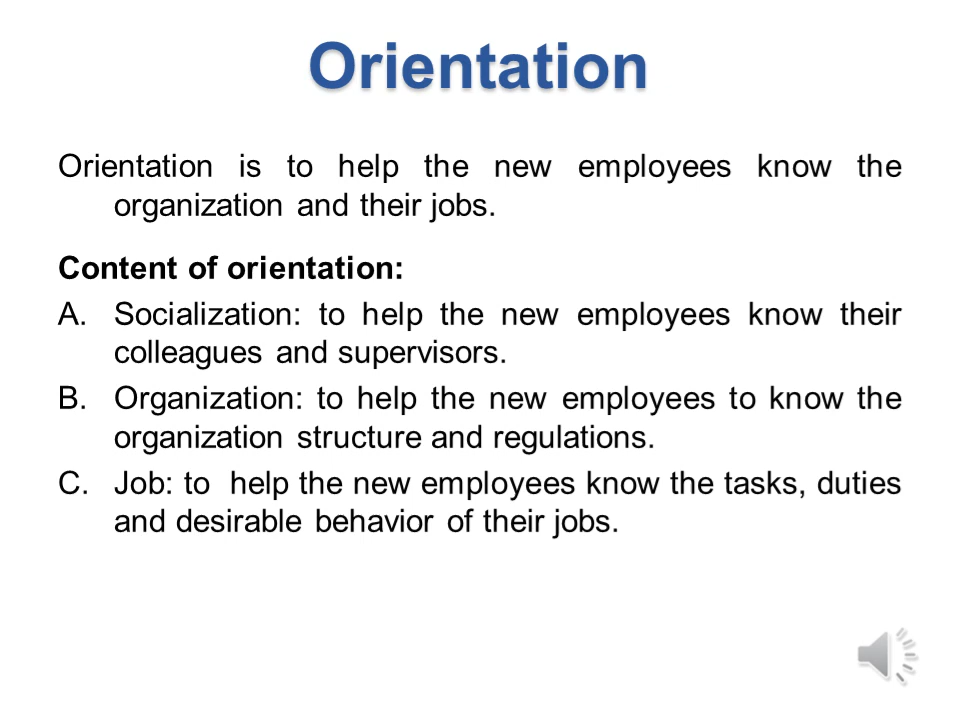 Orientation
Orientation is to help the new employees know the
organization and their jobs.
Content of orientation:
A. Socialization: to help the new employees know their
colleagues and supervisors.
B. Organization: to help the new employees to know the
organization structure and regulations.
C. Job: to  help the new employees know the tasks, duties
and desirable behavior of their jobs.